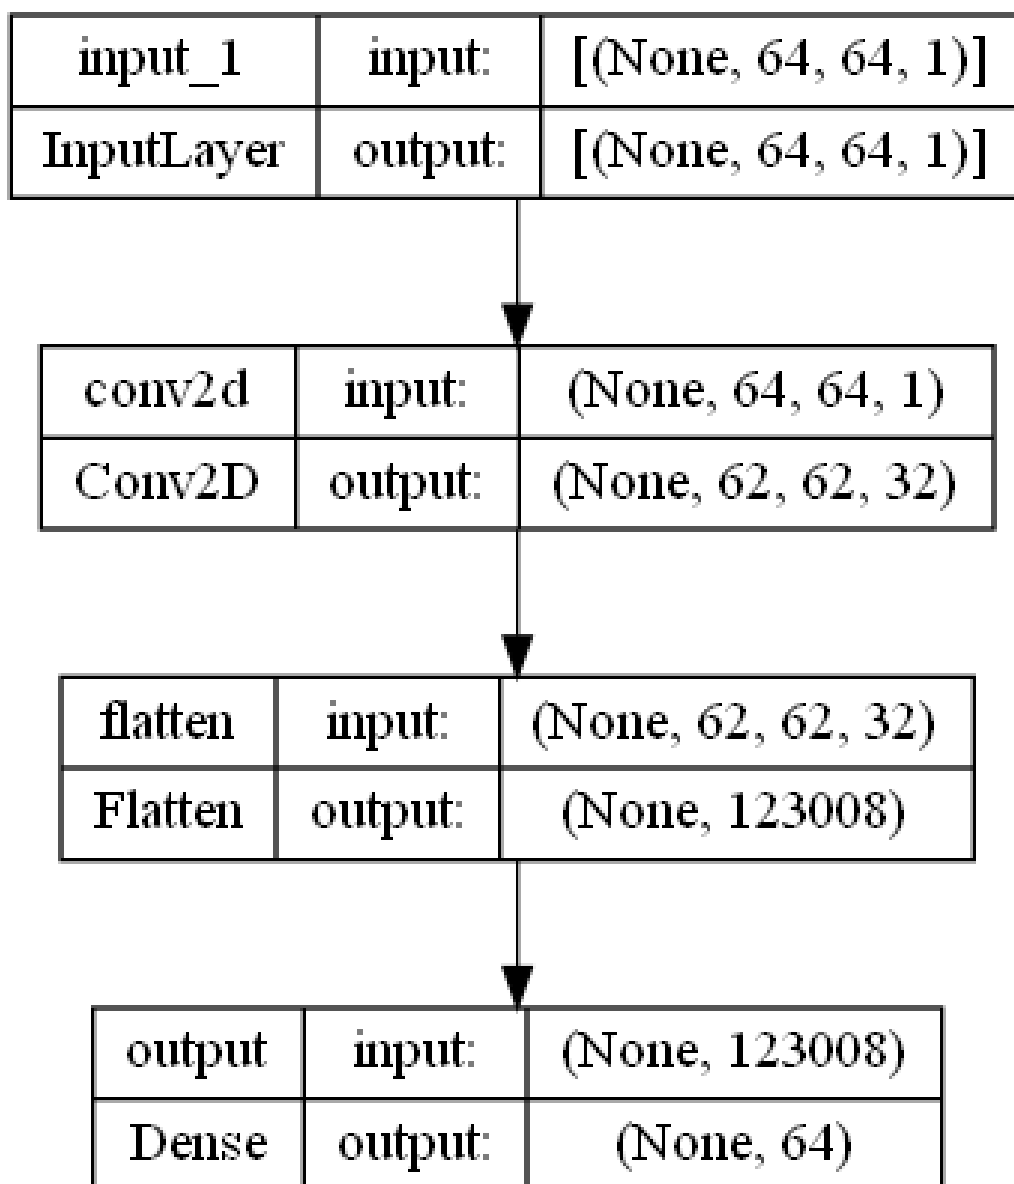 input_1 input: [(None, 64, 64, 1)]
InputLayer output: [(None, 64, 64, 1)]
conv2d input: (None, 64, 64, 1)
Conv2D output: (None, 62, 62, 32)
flatten input: (None, 62, 62, 32)
Flatten output: (None, 123008)
output input: (None, 123008)
Dense output: (None, 64)